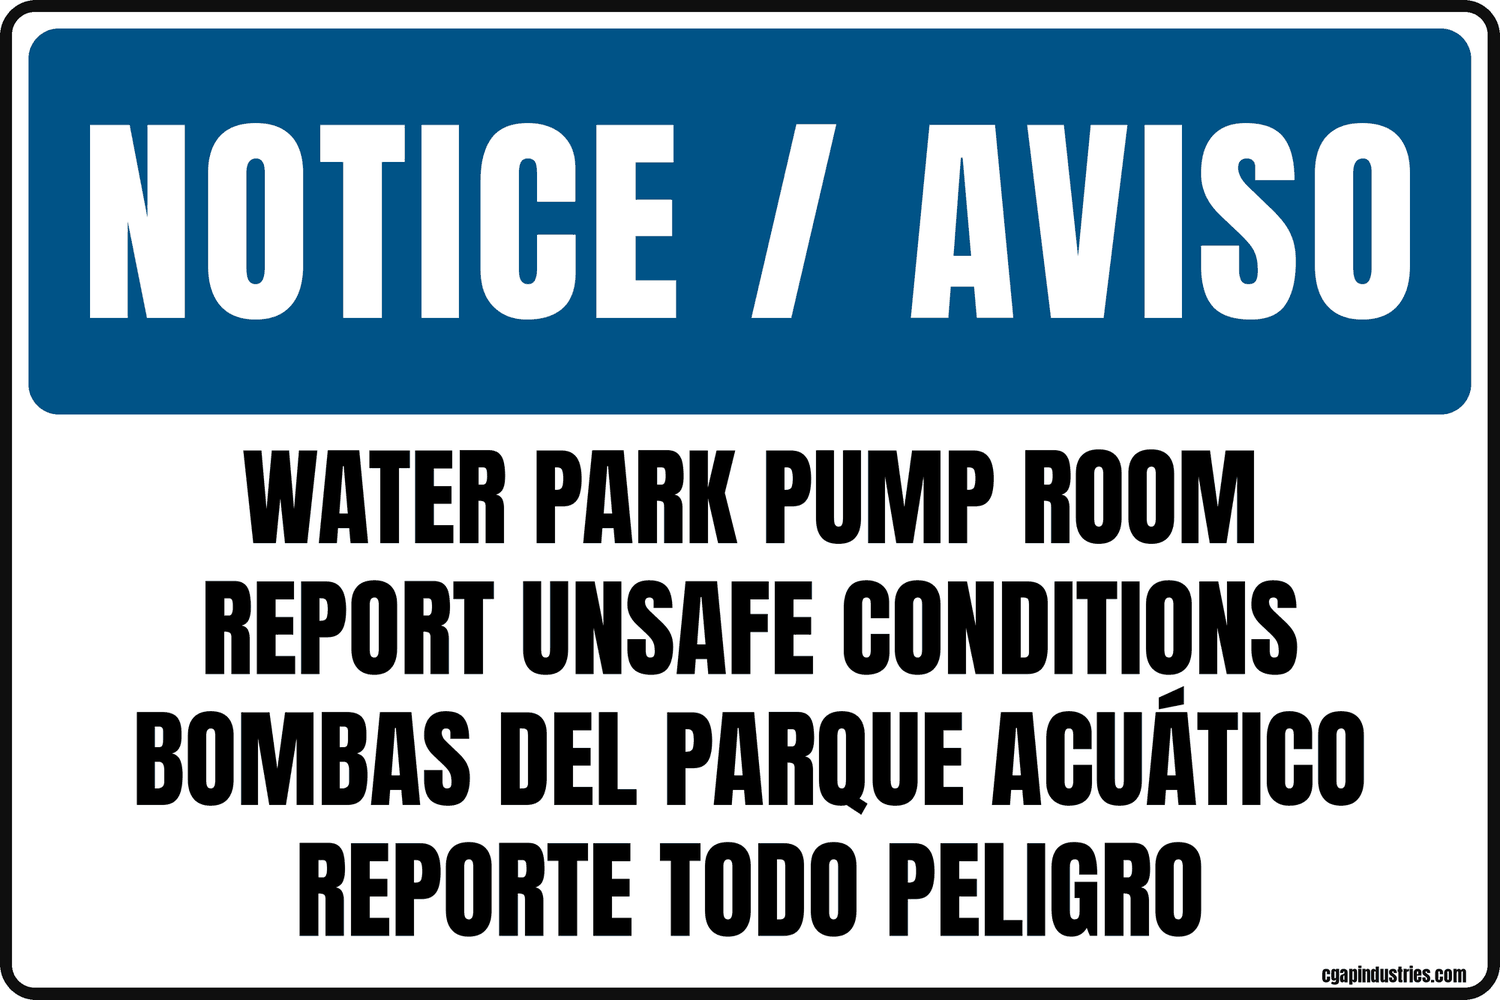 NOTICE / AVISO
WATER PARK PUMP ROOM
REPORT UNSAFE CONDITIONS
BOMBAS DEL PARQUE ACUÁTICO
REPORTE TODO PELIGRO
cgapindustries.com